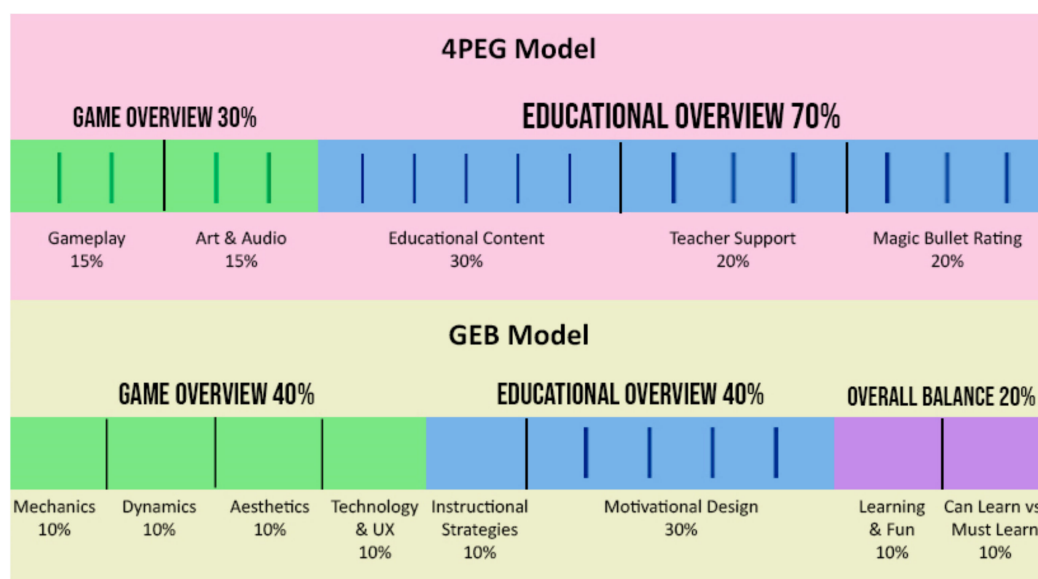 4PEG Model
GAME OVERVIEW 30%
EDUCATIONAL OVERVIEW 70%
Gameplay
15%
Art & Audio
15%
Educational Content
30%
Teacher Support
20%
Magic Bullet Rating
20%
GEB Model
GAME OVERVIEW 40%
EDUCATIONAL OVERVIEW 40%
OVERALL BALANCE 20%
Mechanics
10%
Dynamics
10%
Aesthetics
10%
Technology
& UX
10%
Instructional
Strategies
10%
Motivational Design
30%
Learning
& Fun
10%
Can Learn vs
Must Learn
10%